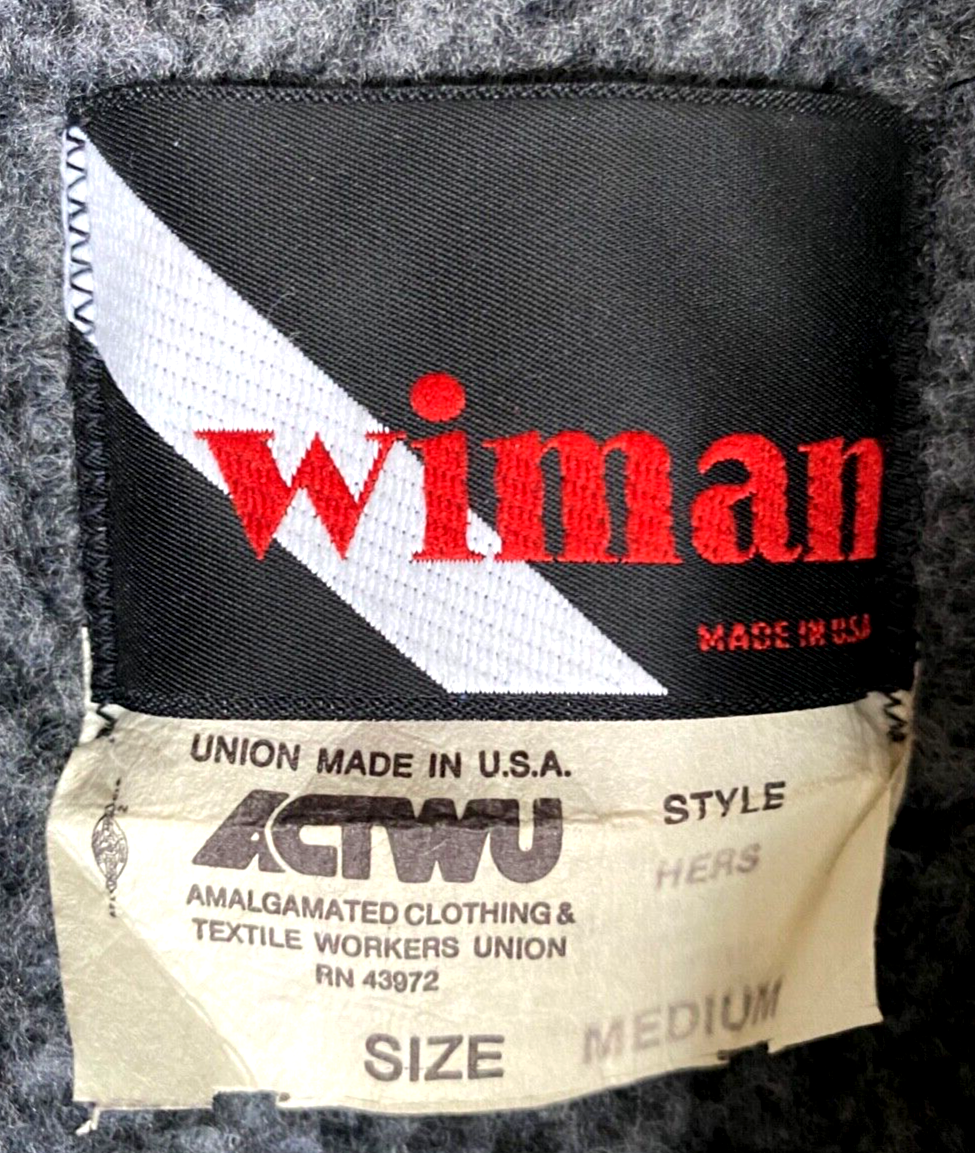 wiman
MADE IN USA
UNION MADE IN U.S.A.
ACTWU
AMALGAMATED CLOTHING &
TEXTILE WORKERS UNION
RN 43972
STYLE
HERS
SIZE
MEDIUM